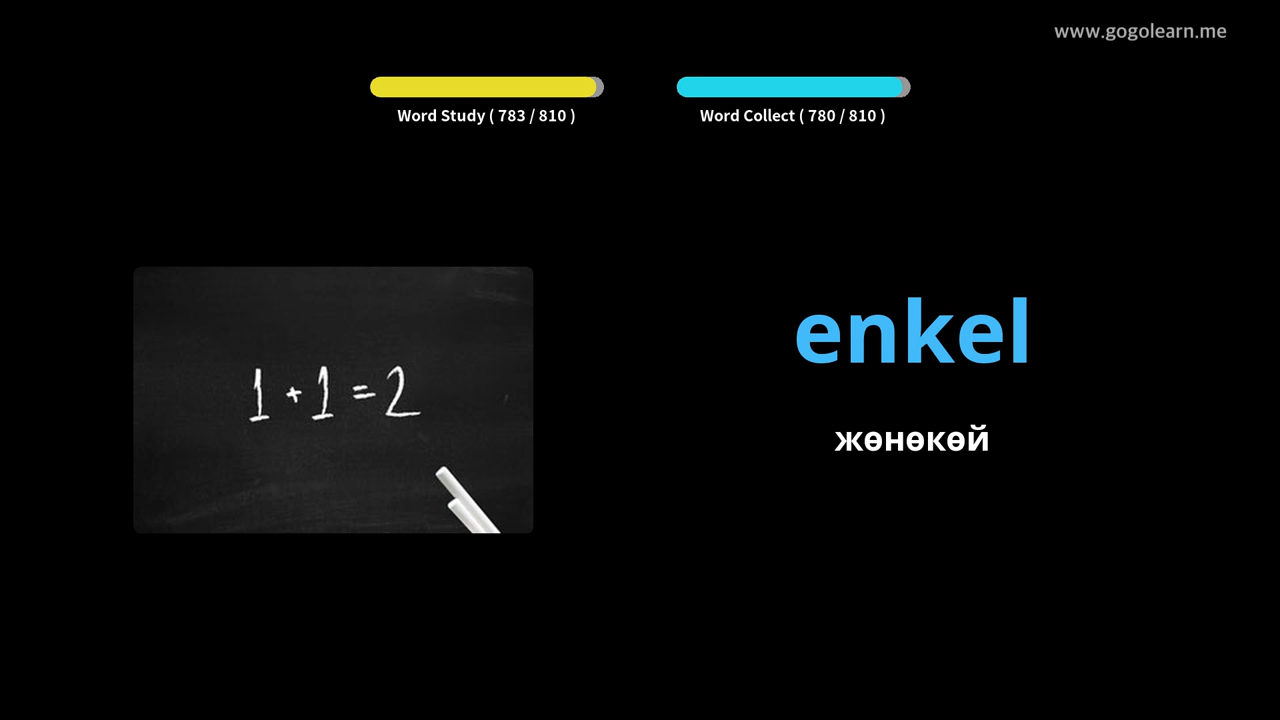 www.gogolearn.me
Word Study ( 783 / 810 )
Word Collect ( 780 / 810 )
1 + 1 = 2
enkel
жөнөкөй